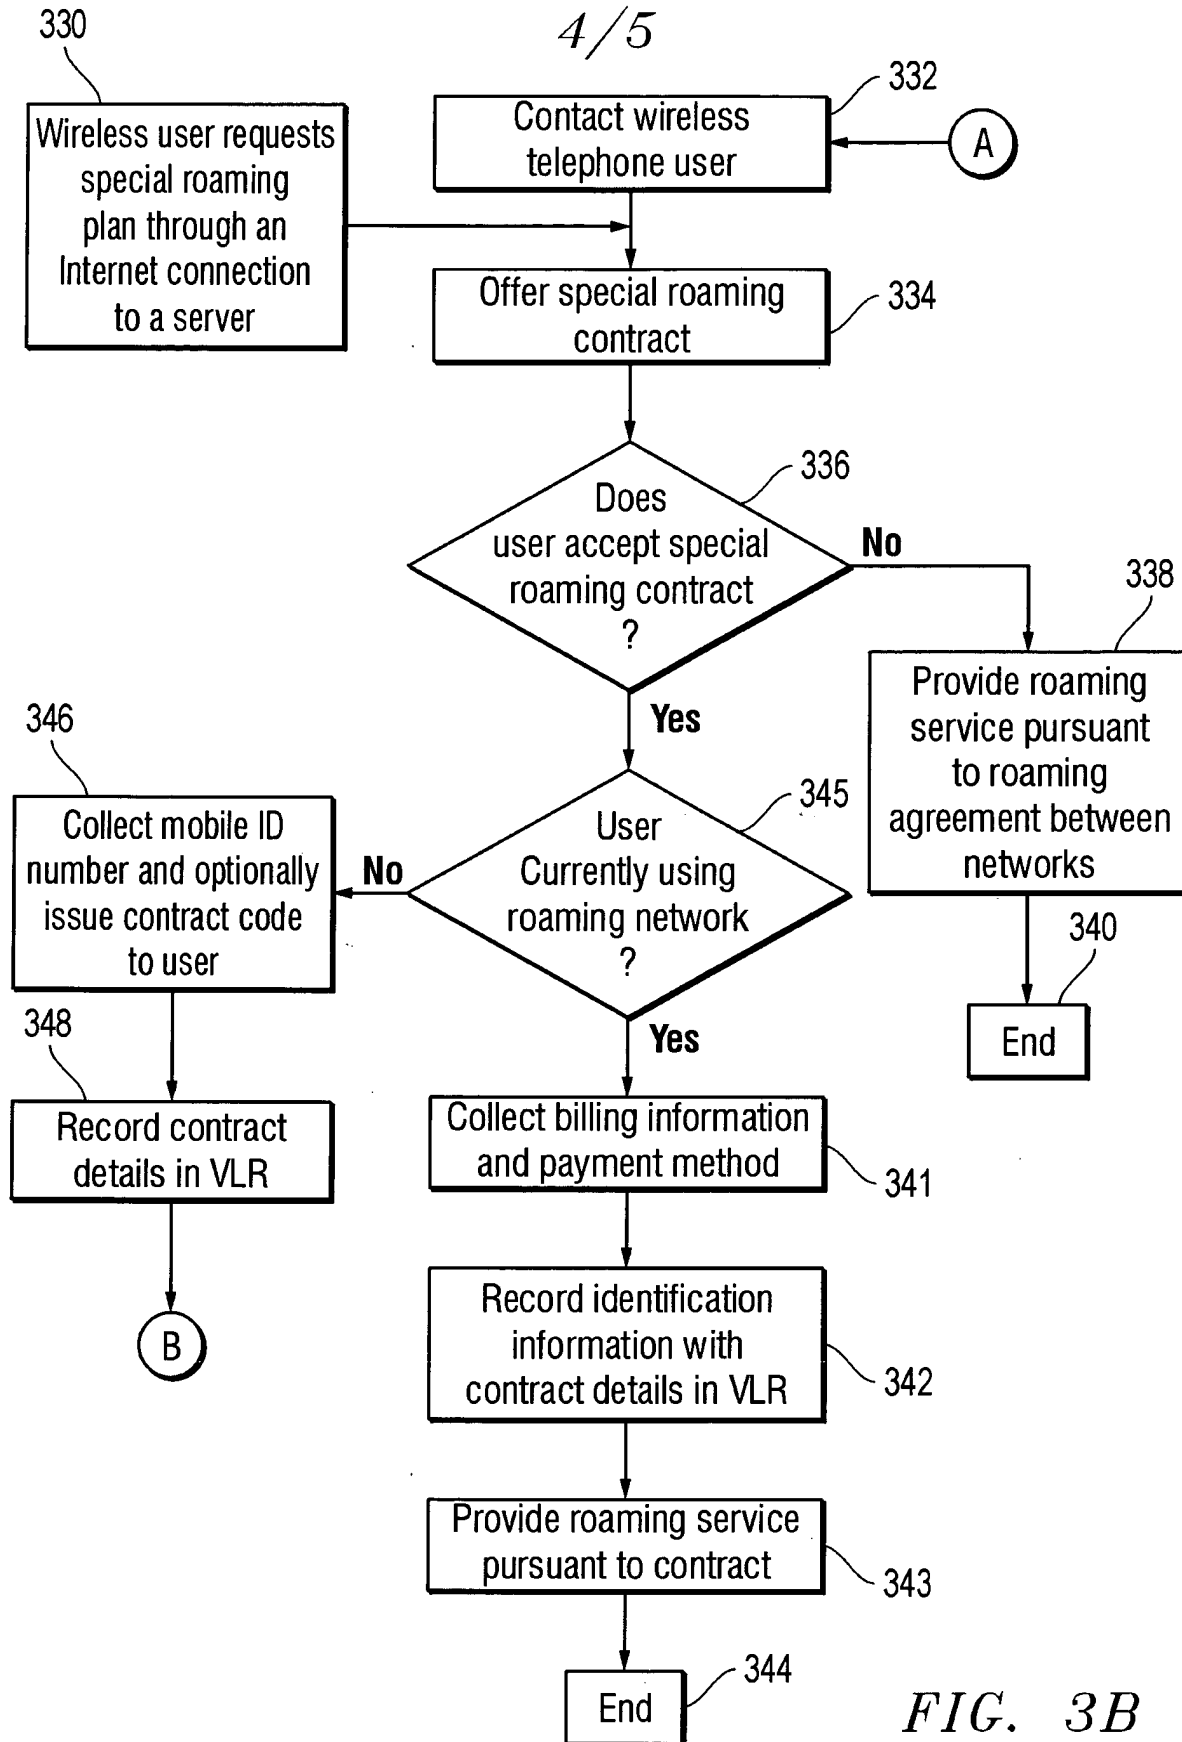 4/5
330
Wireless user requests
special roaming
plan through an
Internet connection
to a server
332
Contact wireless
telephone user
A
Offer special roaming
contract
334
336
Does
user accept special
roaming contract
?
No
Yes
338
Provide roaming
service pursuant
to roaming
agreement between
networks
340
End
345
User
Currently using
roaming network
?
No
Yes
346
Collect mobile ID
number and optionally
issue contract code
to user
348
Record contract
details in VLR
B
Collect billing information
and payment method
341
Record identification
information with
contract details in VLR
342
Provide roaming service
pursuant to contract
343
End
344
FIG. 3B